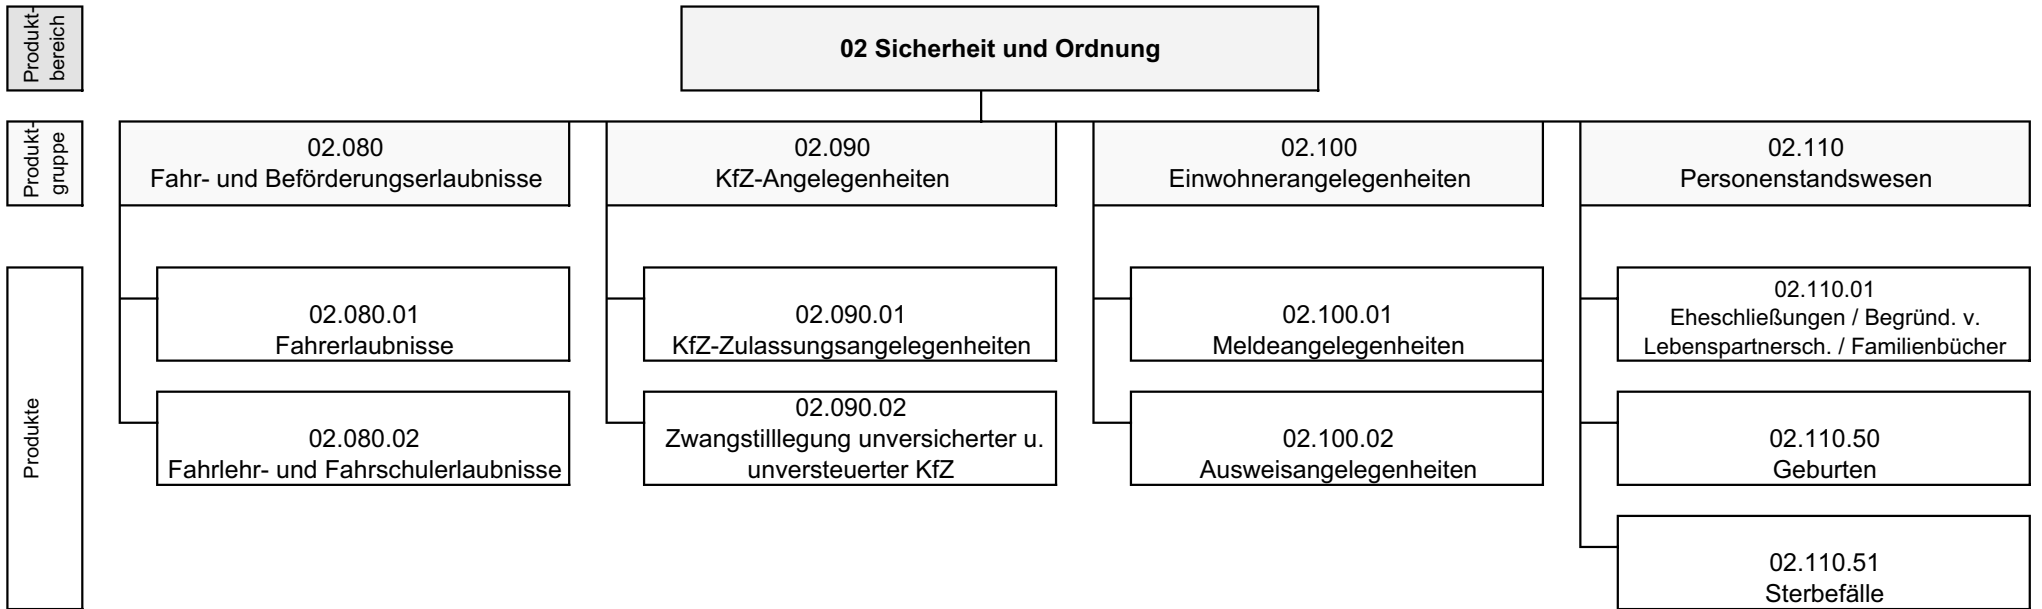 Produkt-
bereich
02 Sicherheit und Ordnung
Produkt-
gruppe
02.080
Fahr- und Beförderungserlaubnisse
02.090
KfZ-Angelegenheiten
02.100
Einwohnerangelegenheiten
02.110
Personenstandswesen
Produkte
02.080.01
Fahrerlaubnisse
02.090.01
KfZ-Zulassungsangelegenheiten
02.100.01
Meldeangelegenheiten
02.110.01
Eheschließungen / Begründ. v.
Lebenspartnersch. / Familienbücher
02.080.02
Fahrlehr- und Fahrschulerlaubnisse
02.090.02
Zwangstilllegung unversicherter u.
unversteuerter KfZ
02.100.02
Ausweisangelegenheiten
02.110.50
Geburten
02.110.51
Sterbefälle